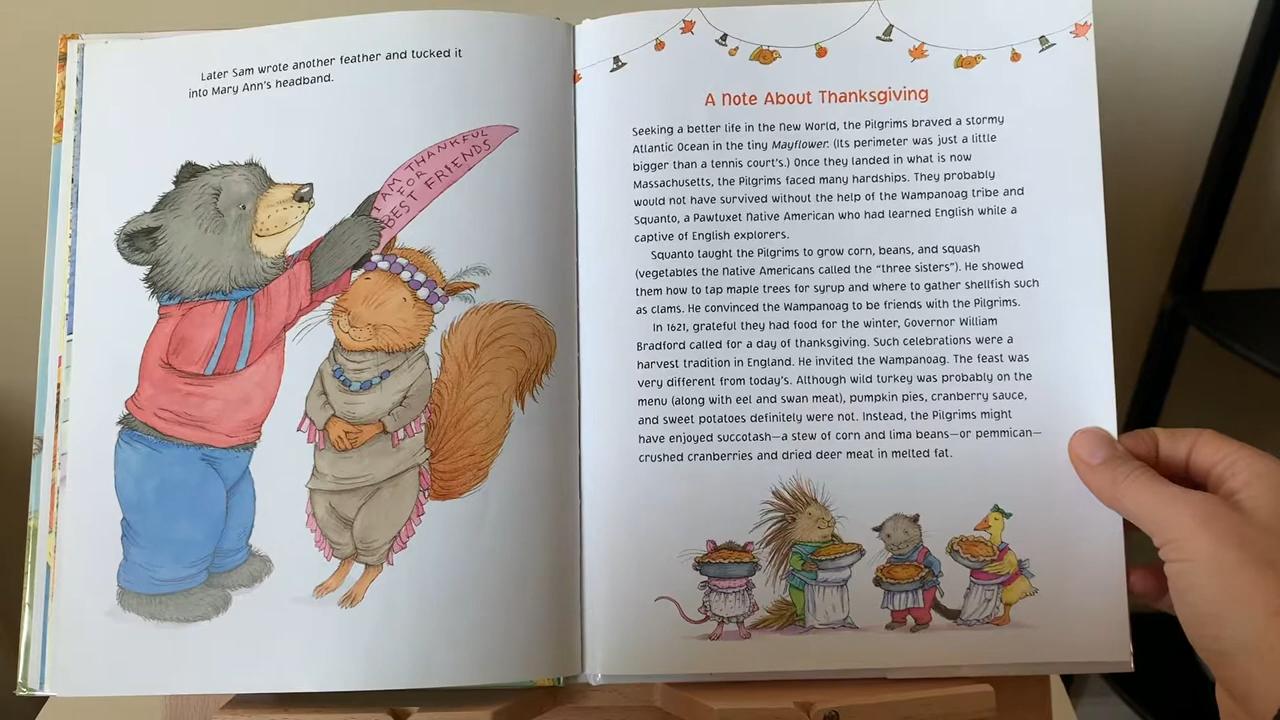 Later Sam wrote another feather and tucked it
into Mary Ann's headband.
I AM THANKFUL
FOR
BEST FRIENDS
A Note About Thanksgiving
Seeking a better life in the New World, the Pilgrims braved a stormy
Atlantic Ocean in the tiny Mayflower. (Its perimeter was just a little
bigger than a tennis court's.) Once they landed in what is now
Massachusetts, the Pilgrims faced many hardships. They probably
would not have survived without the help of the Wampanoag tribe and
Squanto, a Pawtuxet Native American who had learned English while a
captive of English explorers.
Squanto taught the Pilgrims to grow corn, beans, and squash
(vegetables the Native Americans called the "three sisters"). He showed
them how to tap maple trees for syrup and where to gather shellfish such
as clams. He convinced the Wampanoag to be friends with the Pilgrims.
In 1621, grateful they had food for the winter, Governor William
Bradford called for a day of thanksgiving. Such celebrations were a
harvest tradition in England. He invited the Wampanoag. The feast was
very different from today's. Although wild turkey was probably on the
menu (along with eel and swan meat), pumpkin pies, cranberry sauce,
and sweet potatoes definitely were not. Instead, the Pilgrims might
have enjoyed succotash—a stew of corn and lima beans—or pemmican—
crushed cranberries and dried deer meat in melted fat.